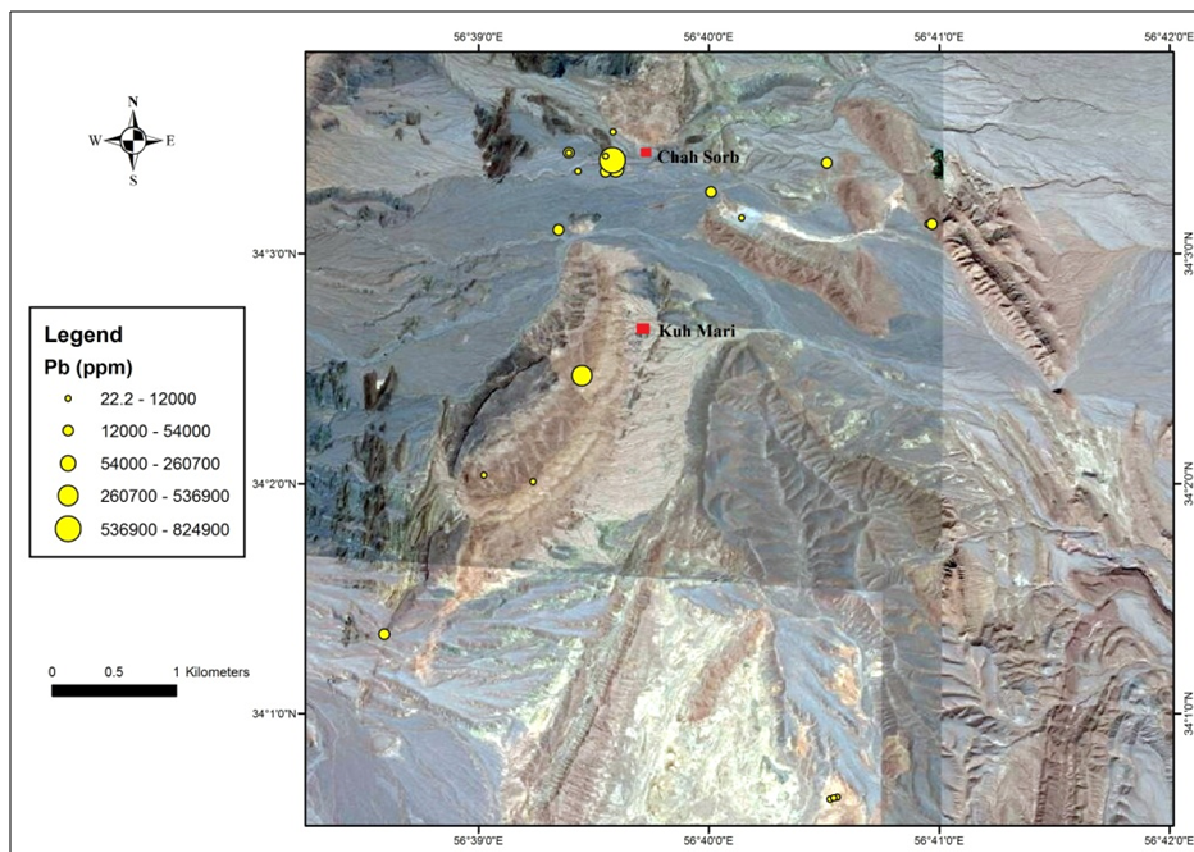 56°39'0"E 56°40'0"E 56°41'0"E 56°42'0"E
N
W E
S
Chah Sorb
34°3'0"N 34°3'0"N
Legend
Pb (ppm)
Kuh Mari
22.2 - 12000
12000 - 54000
54000 - 260700
260700 - 536900
536900 - 824900
34°2'0"N 34°2'0"N
0 0.5 1 Kilometers
34°1'0"N 34°1'0"N
56°39'0"E 56°40'0"E 56°41'0"E 56°42'0"E